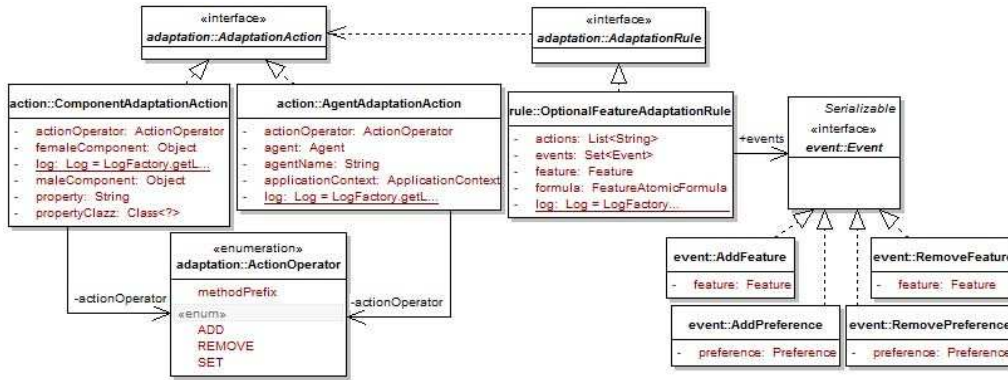 «interface»
adaptation::AdaptationAction
«interface»
adaptation::AdaptationRule
action::ComponentAdaptationAction
- actionOperator: ActionOperator
- femaleComponent: Object
- log: Log = LogFactory.getL...
- maleComponent: Object
- property: String
- propertyClazz: Class<?>
action::AgentAdaptationAction
- actionOperator: ActionOperator
- agent: Agent
- agentName: String
- applicationContext: ApplicationContext
- log: Log = LogFactory.getL...
rule::OptionalFeatureAdaptationRule
- actions: List<String>
- events: Set<Event>
- feature: Feature
- formula: FeatureAtomicFormula
- log: Log = LogFactory...
+events
Serializable
«interface»
event::Event
«enumeration»
adaptation::ActionOperator
methodPrefix
«enum»
ADD
REMOVE
SET
-actionOperator
-actionOperator
event::AddFeature
- feature: Feature
event::RemoveFeature
- feature: Feature
event::AddPreference
- preference: Preference
event::RemovePreference
- preference: Preference